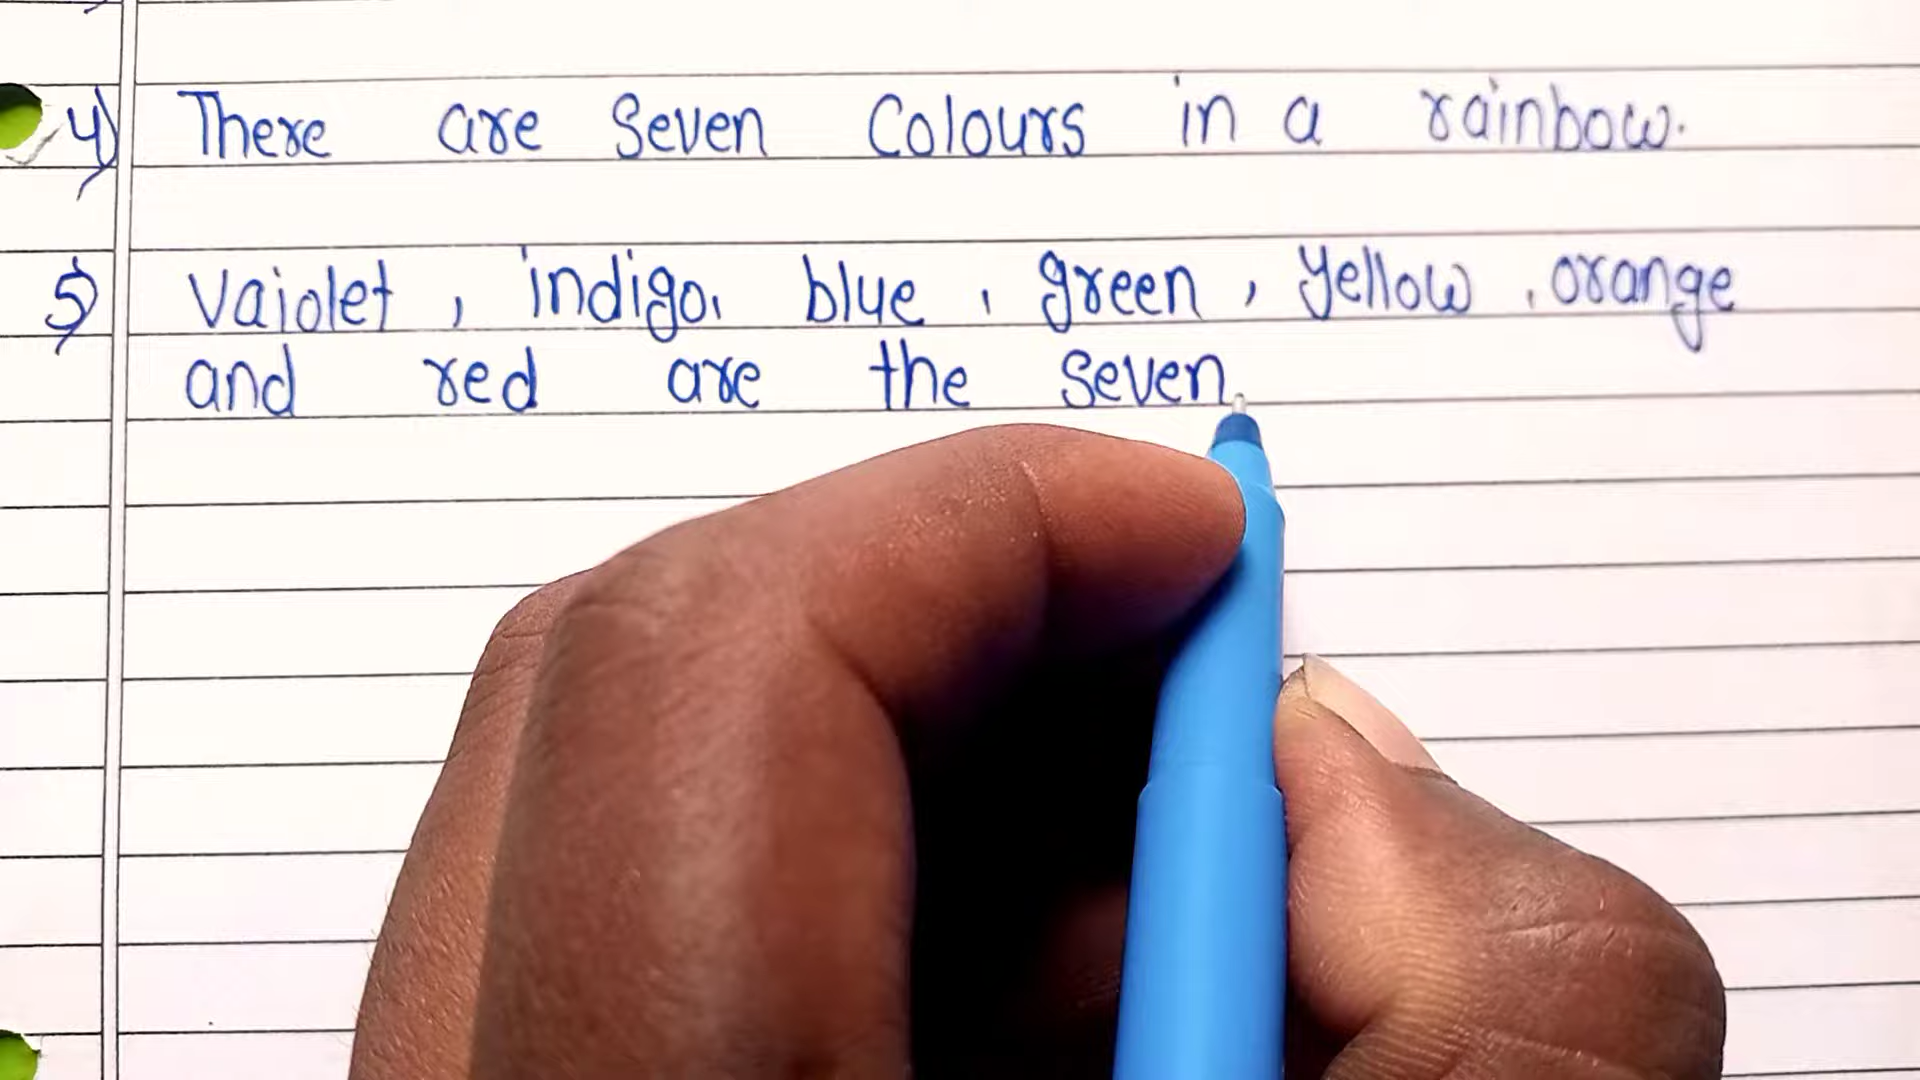 4) There are Seven Colours in a rainbow.
5) Vaiolet , indigo, blue , green , Yellow , orange
and red are the seven